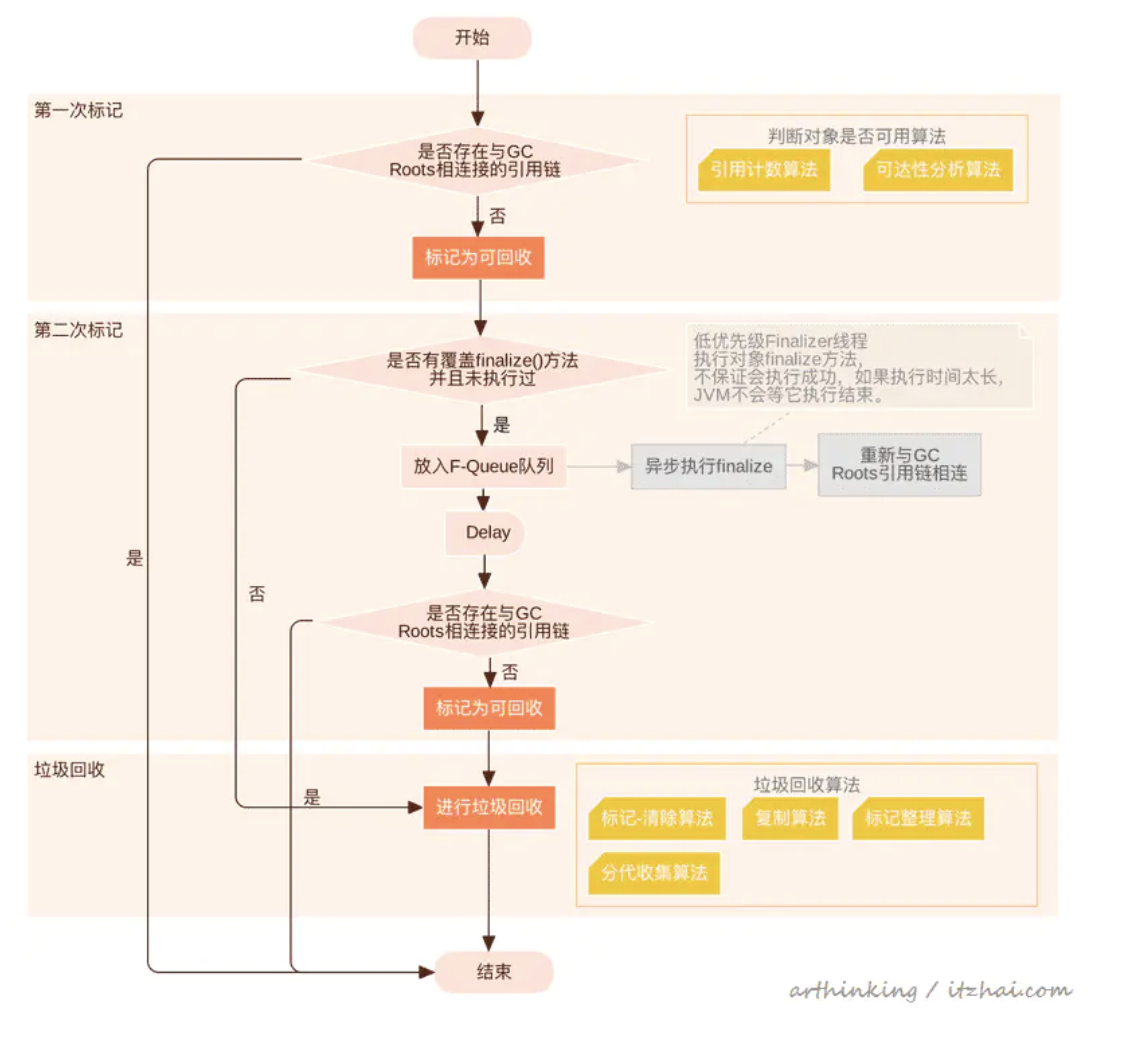 开始
第一次标记
是否存在与GC
Roots相连接的引用链
判断对象是否可用算法
引用计数算法
可达性分析算法
否
标记为可回收
第二次标记
是否有覆盖finalize()方法
并且未执行过
低优先级Finalizer线程
执行对象finalize方法,
不保证会执行成功，如果执行时间太长，
JVM不会等它执行结束。
是
放入F-Queue队列
异步执行finalize
重新与GC
Roots引用链相连
Delay
是
否
是否存在与GC
Roots相连接的引用链
否
标记为可回收
垃圾回收
是
进行垃圾回收
垃圾回收算法
标记-清除算法
复制算法
标记整理算法
分代收集算法
结束
arthinking / itzhai.com